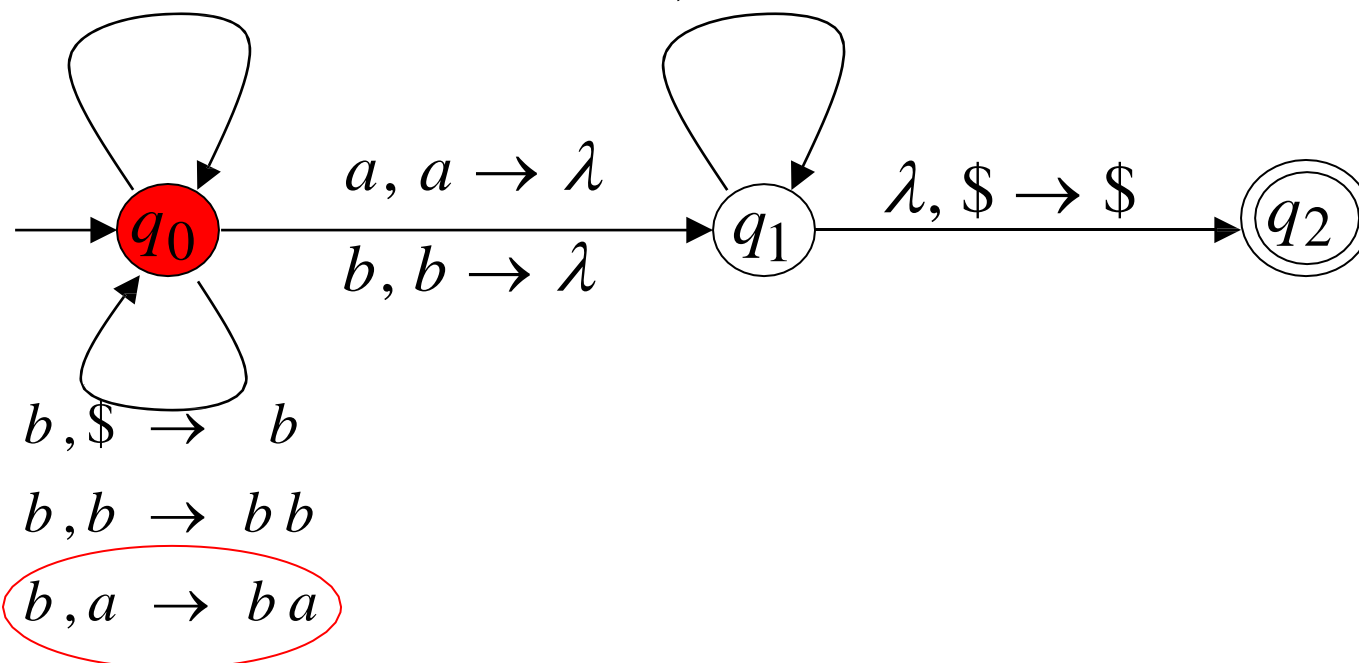 a, a → λ
q0
b, b → λ
q1
λ, $ → $
q2
b ,$ → b
b ,b → b b
b ,a → b a